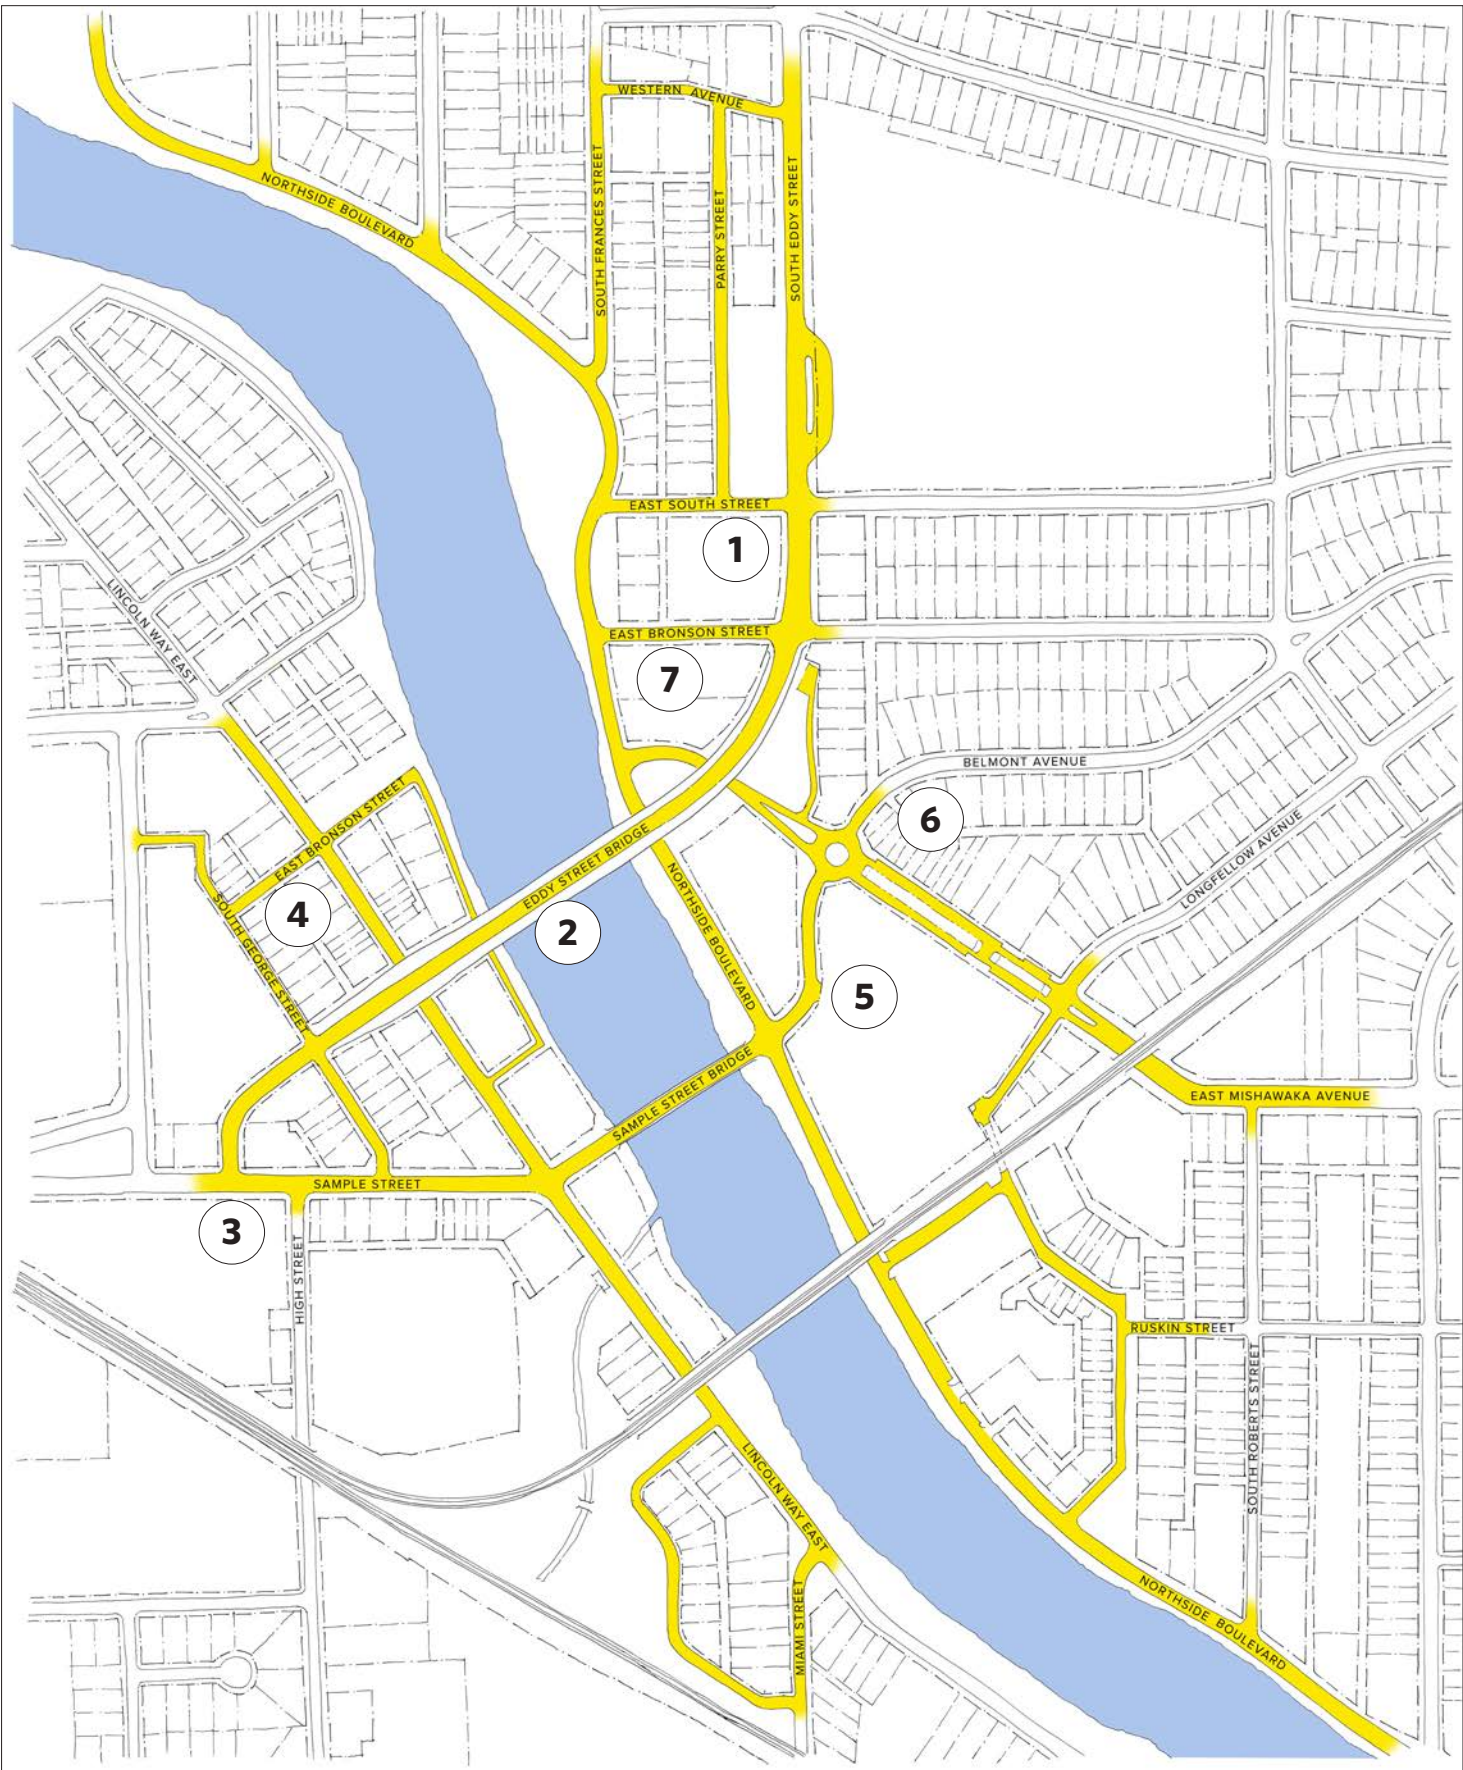 WESTERN AVENUE
SOUTH FRANCES STREET
PARRY STREET
SOUTH EDDY STREET
NORTHSIDE BOULEVARD
EAST SOUTH STREET
1
LINCOLN WAY EAST
EAST BRONSON STREET
7
BELMONT AVENUE
6
EAST BRONSON STREET
EDDY STREET BRIDGE
LONGFELLOW AVENUE
4
2
SOUTH GEORGE STREET
NORTHSIDE BOULEVARD
5
SAMPLE STREET BRIDGE
EAST MISHAWAKA AVENUE
SAMPLE STREET
3
HIGH STREET
RUSKIN STREET
SOUTH ROBERTS STREET
LINCOLN WAY EAST
MIAMI STREET
NORTHSIDE BOULEVARD